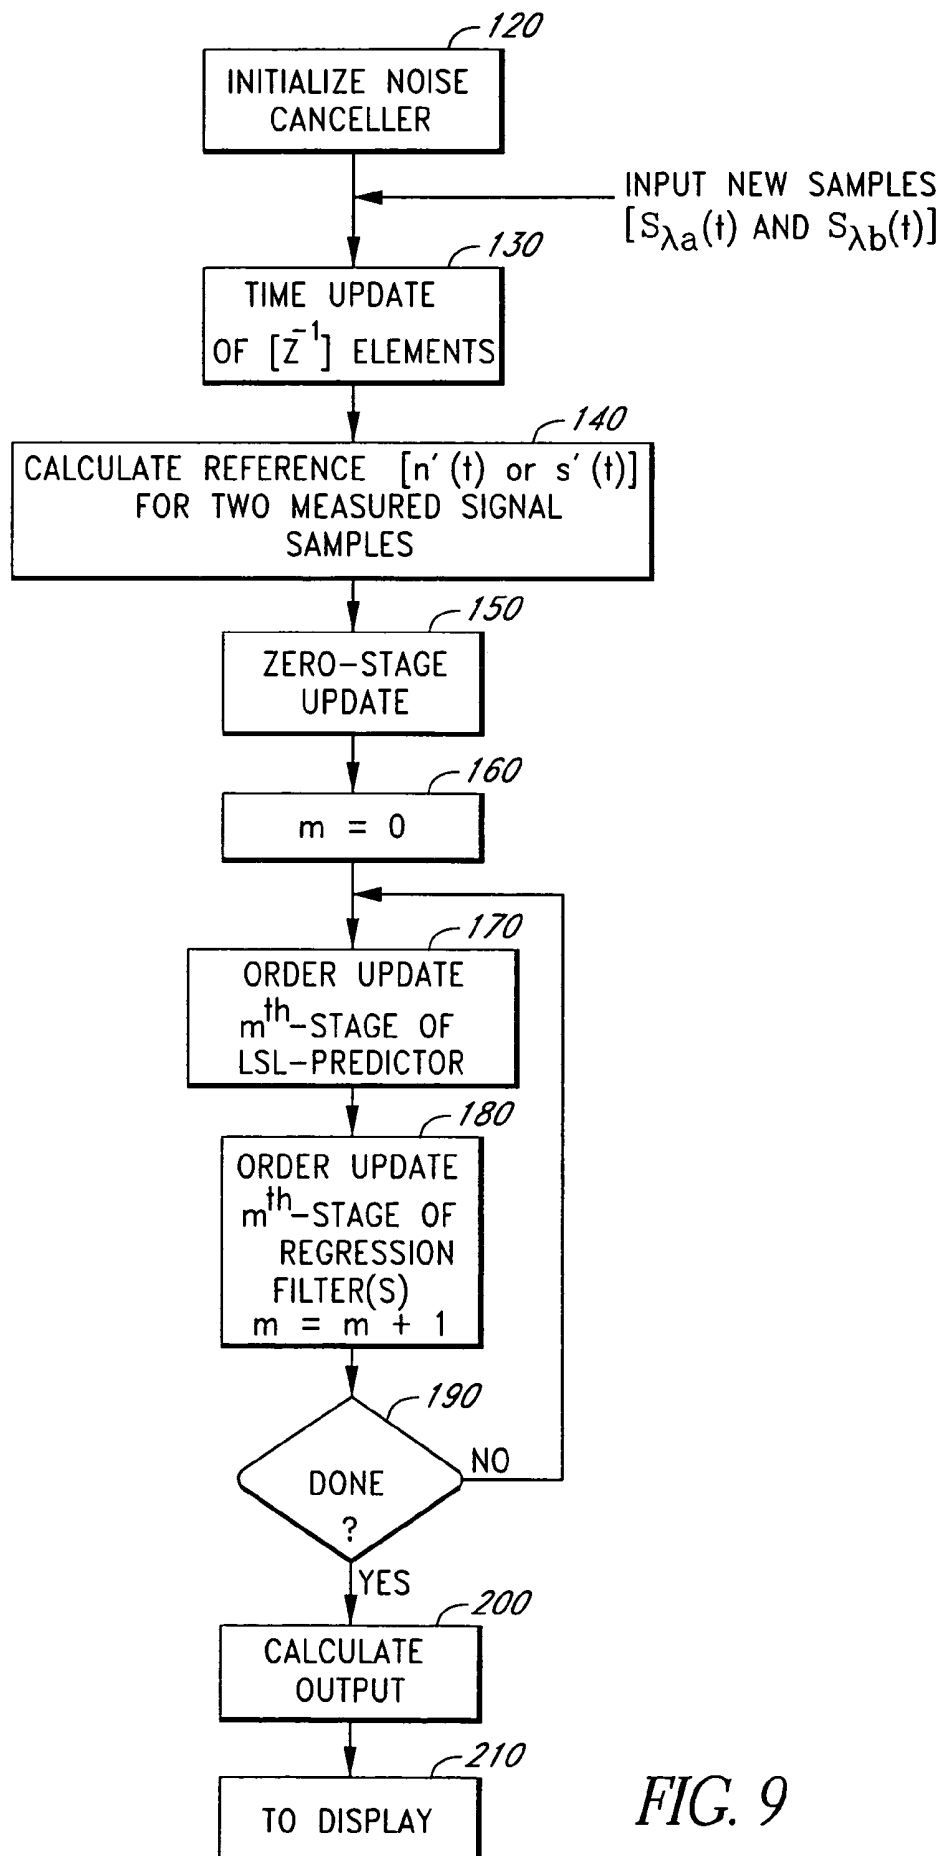 120
INITIALIZE NOISE
CANCELLER
INPUT NEW SAMPLES
[Sλa(t) AND Sλb(t)]
130
TIME UPDATE
OF [Z⁻¹] ELEMENTS
140
CALCULATE REFERENCE [n'(t) or s'(t)]
FOR TWO MEASURED SIGNAL
SAMPLES
150
ZERO-STAGE
UPDATE
160
m = 0
170
ORDER UPDATE
mth-STAGE OF
LSL-PREDICTOR
180
ORDER UPDATE
mth-STAGE OF
REGRESSION
FILTER(S)
m = m + 1
190
DONE
?
NO
YES
200
CALCULATE
OUTPUT
210
TO DISPLAY
FIG. 9